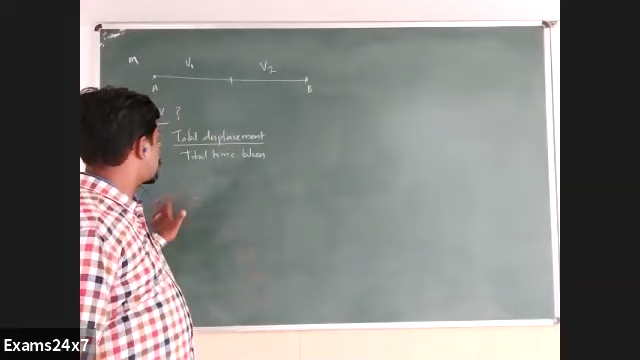 m V₁ V2
A B
V ?
Total displacement
Total time taken
Exams24x7